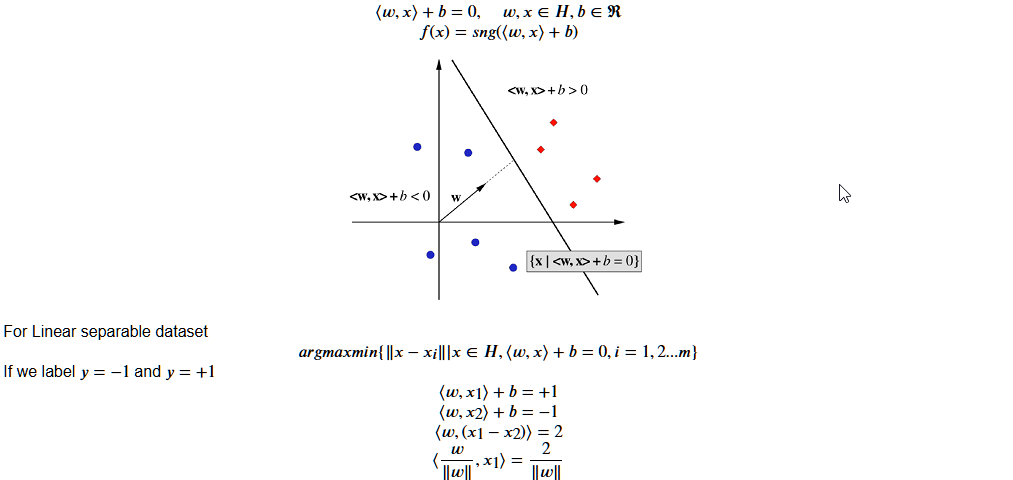 ⟨w, x⟩ + b = 0,  w, x ∈ H, b ∈ ℜ
f(x) = sng(⟨w, x⟩ + b)
<w, x> + b > 0
<w, x> + b < 0
w
{x | <w, x> + b = 0}
For Linear separable dataset
argmaxmin{||x − xi|||x ∈ H, ⟨w, x⟩ + b = 0, i = 1, 2...m}
If we label y = −1 and y = +1
⟨w, x1⟩ + b = +1
⟨w, x2⟩ + b = −1
⟨w, (x1 − x2)⟩ = 2
⟨w/||w||, x1⟩ = 2/||w||